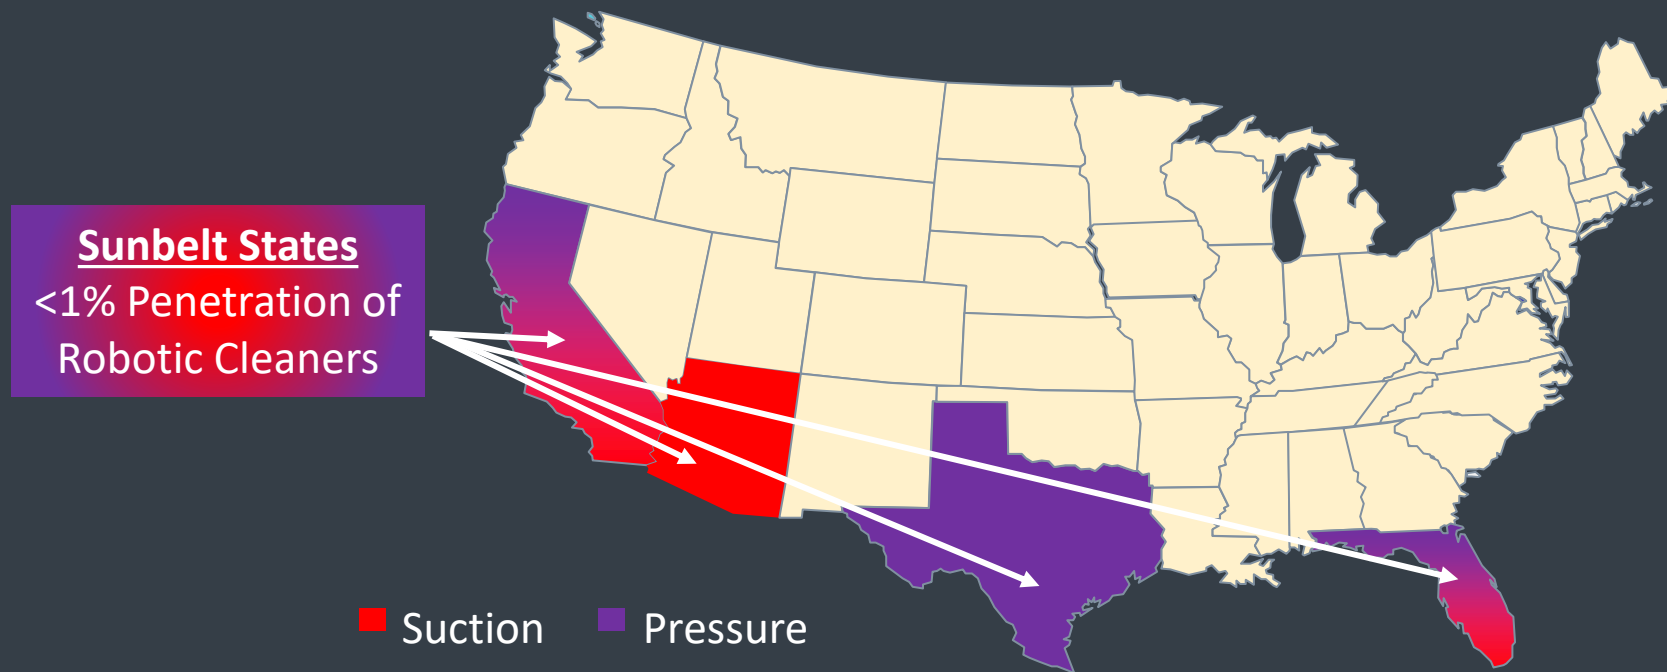 Sunbelt States
<1% Penetration of
Robotic Cleaners
Suction
Pressure